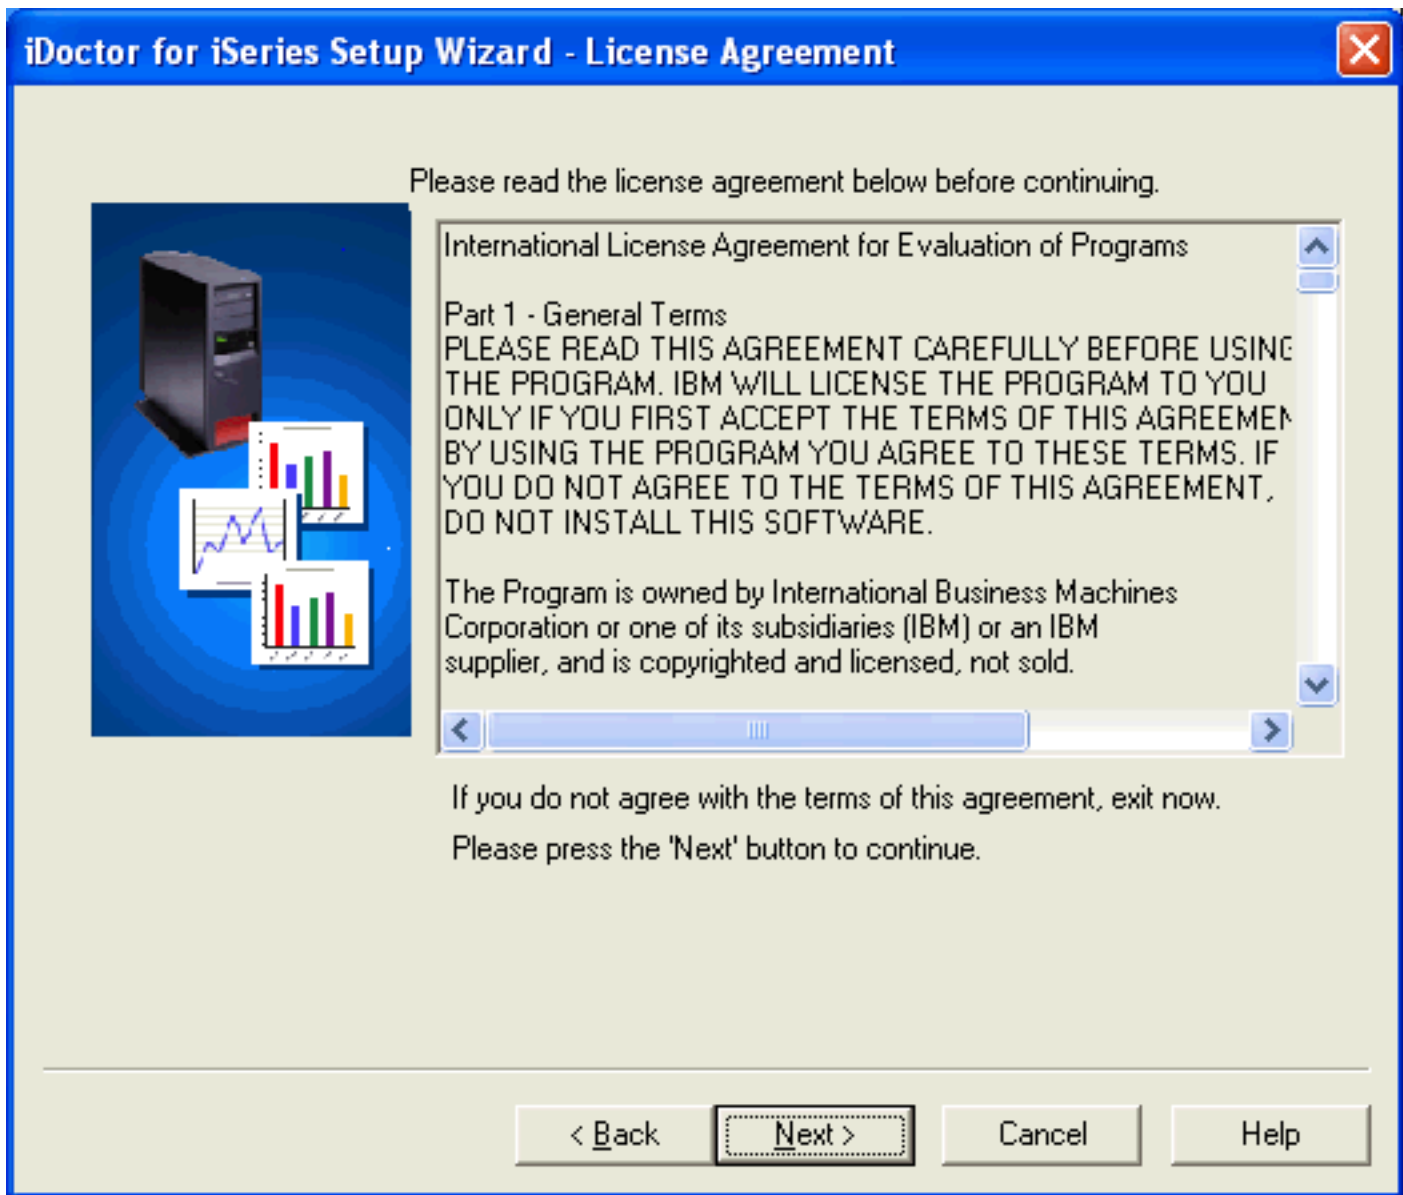 iDoctor for iSeries Setup Wizard - License Agreement
Please read the license agreement below before continuing.
International License Agreement for Evaluation of Programs
Part 1 - General Terms
PLEASE READ THIS AGREEMENT CAREFULLY BEFORE USING
THE PROGRAM. IBM WILL LICENSE THE PROGRAM TO YOU
ONLY IF YOU FIRST ACCEPT THE TERMS OF THIS AGREEMEN
BY USING THE PROGRAM YOU AGREE TO THESE TERMS. IF
YOU DO NOT AGREE TO THE TERMS OF THIS AGREEMENT,
DO NOT INSTALL THIS SOFTWARE.
The Program is owned by International Business Machines
Corporation or one of its subsidiaries (IBM) or an IBM
supplier, and is copyrighted and licensed, not sold.
If you do not agree with the terms of this agreement, exit now.
Please press the 'Next' button to continue.
< Back
Next >
Cancel
Help